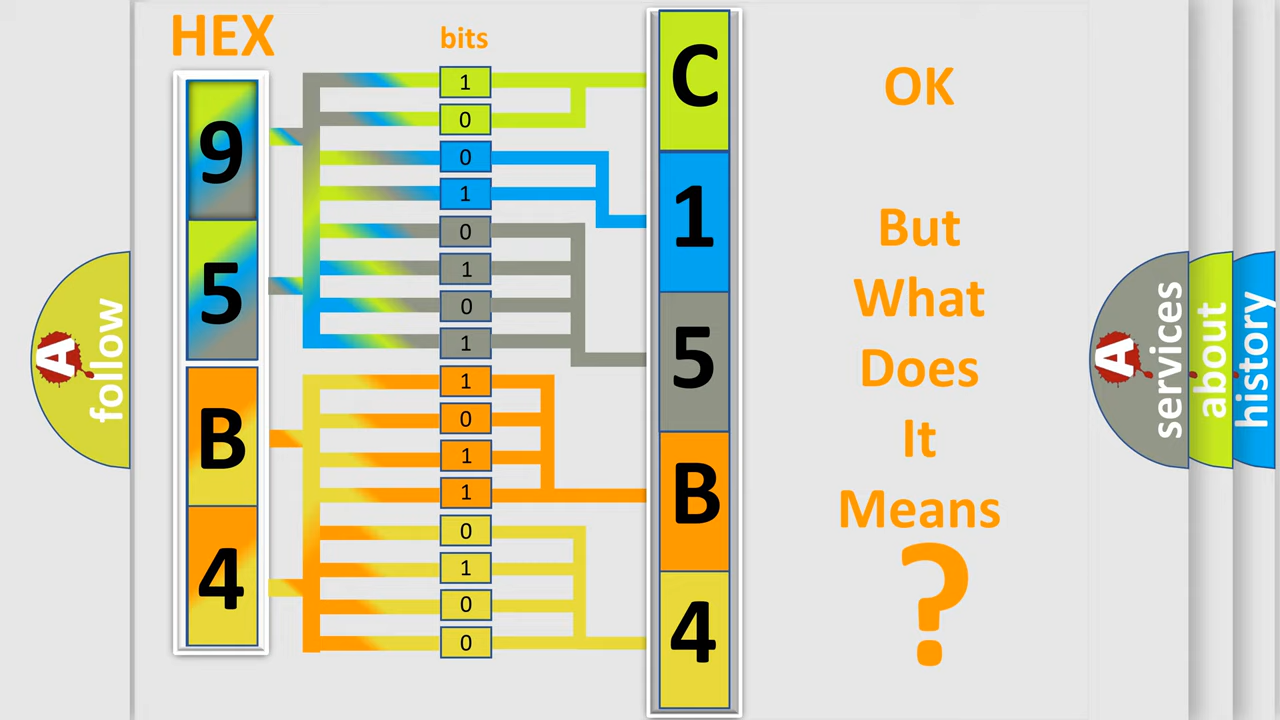 HEX
bits
9
5
B
4
1
0
0
1
0
1
0
1
1
0
1
1
0
1
0
0
C
1
5
B
4
OK
But
What
Does
It
Means
?
A
follow
A
services
about
history